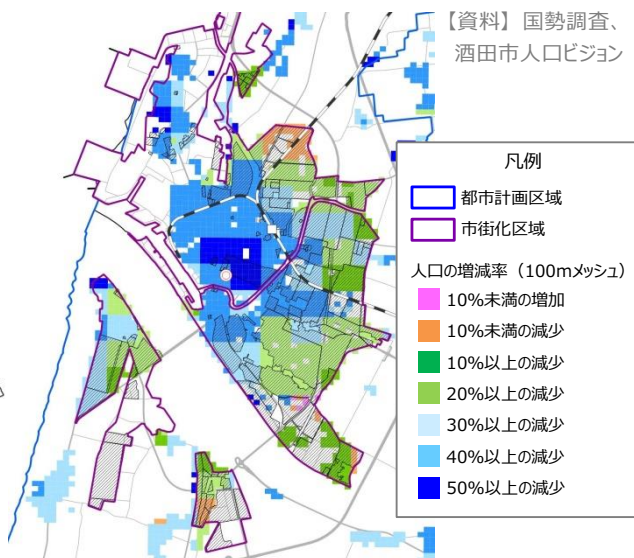 【資料】国勢調査、
酒田市人口ビジョン
凡例
都市計画区域
市街化区域
人口の増減率（100mメッシュ）
10%未満の増加
10%未満の減少
10%以上の減少
20%以上の減少
30%以上の減少
40%以上の減少
50%以上の減少